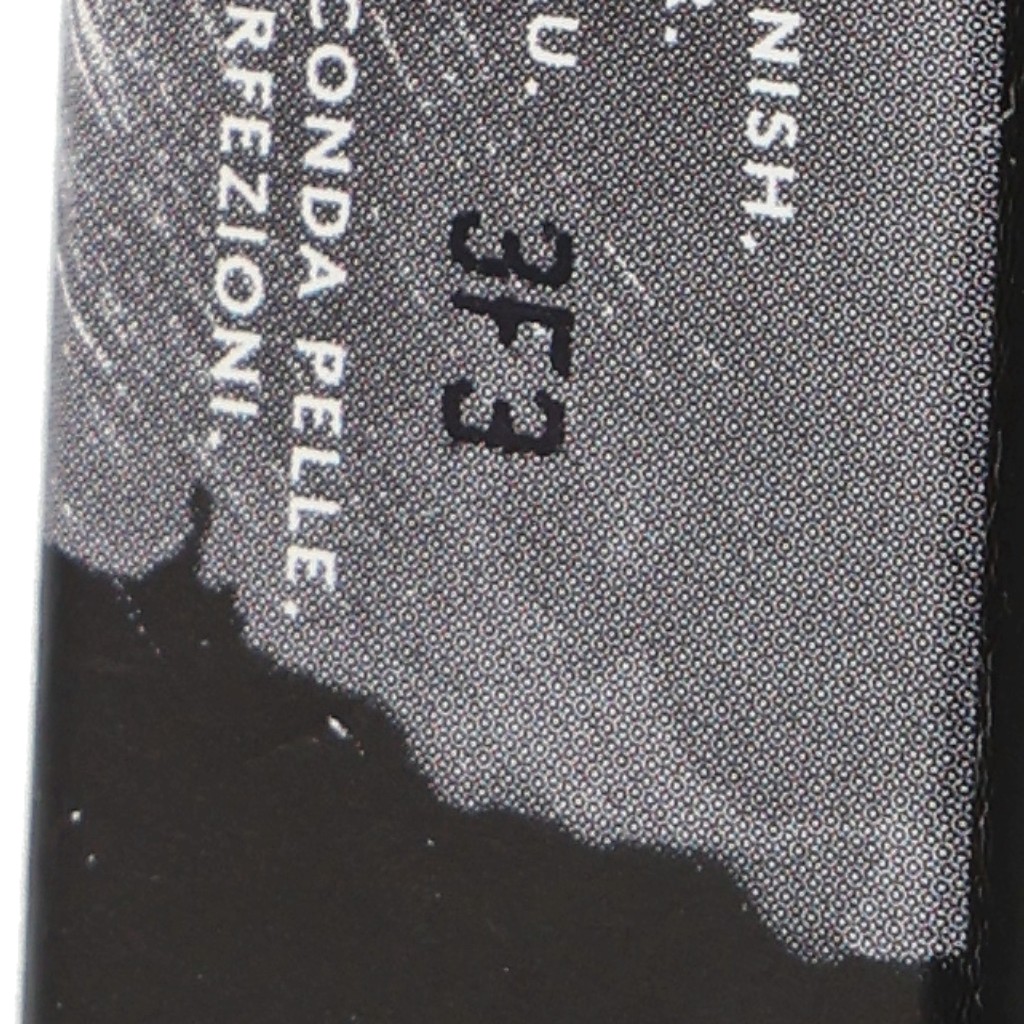 NISH.
R.
U.
3F3
CONDA PELLE.
RFEZIONI.